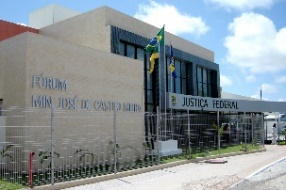 FÓRUM
MIN. JOSÉ DE CASTRO MEIRA
JUSTIÇA FEDERAL